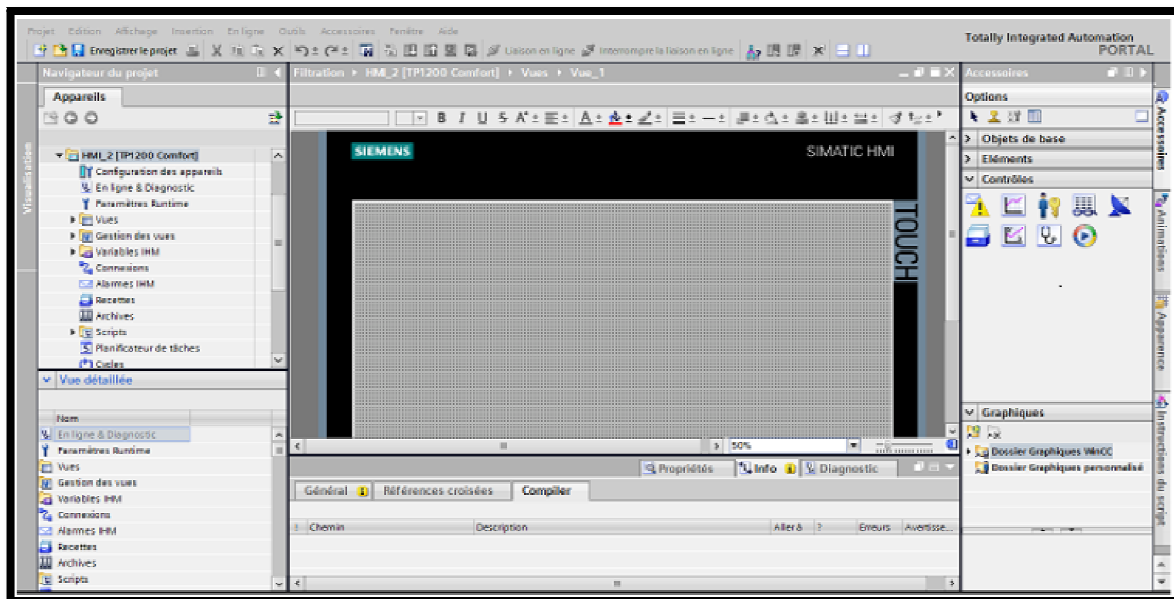 Projet Edition Affichage Insertion En ligne Outils Accessoires Fenêtre Aide
Totally Integrated Automation
PORTAL
Enregistrer le projet
Liaison en ligne
Interrompre la liaison en ligne
Navigateur du projet
Filtration HMI_2 [TP1200 Comfort] Vues Vue_1
Accessoires
Appareils
Options
Visualisation
HMI_2 [TP1200 Comfort]
Configuration des appareils
En ligne & Diagnostic
Paramètres Runtime
Vues
Gestion des vues
Variables IHM
Connexions
Alarmes IHM
Recettes
Archives
Scripts
Planificateur de tâches
Cycles
B I U S
SIEMENS
SIMATIC HMI
TOUCH
Objets de base
Eléments
Contrôles
Accessoires
Animations
Apparence
Instructions du script
Vue détaillée
Nom
En ligne & Diagnostic
Paramètres Runtime
Vues
Gestion des vues
Variables IHM
Connexions
Alarmes IHM
Recettes
Archives
Scripts
50%
Propriétés
Info
Diagnostic
Général
Références croisées
Compiler
! Chemin Description Aller à ? Erreurs Avertisse...
Graphiques
Dossier Graphiques WinCC
Dossier Graphiques personnalisé